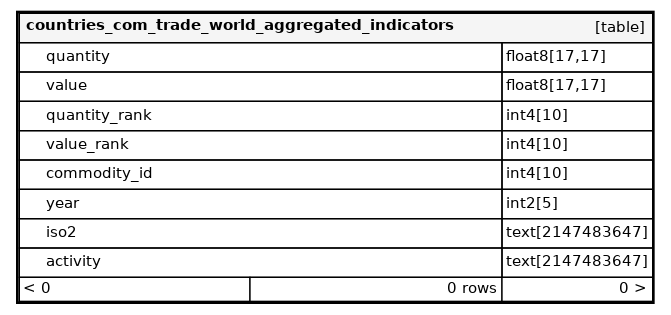 countries_com_trade_world_aggregated_indicators [table]
quantity float8[17,17]
value float8[17,17]
quantity_rank int4[10]
value_rank int4[10]
commodity_id int4[10]
year int2[5]
iso2 text[2147483647]
activity text[2147483647]
< 0 0 rows 0 >